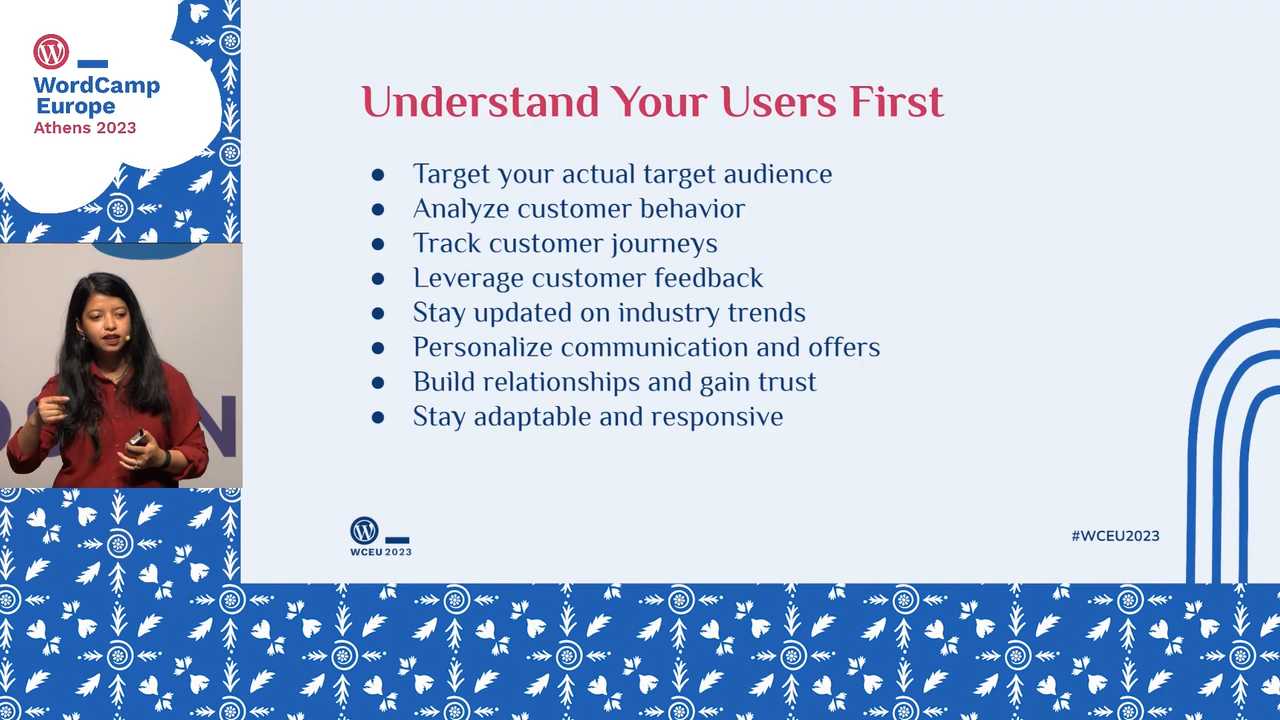 WordCamp
Europe
Athens 2023
Understand Your Users First
● Target your actual target audience
● Analyze customer behavior
● Track customer journeys
● Leverage customer feedback
● Stay updated on industry trends
● Personalize communication and offers
● Build relationships and gain trust
● Stay adaptable and responsive
WCEU 2023
#WCEU2023